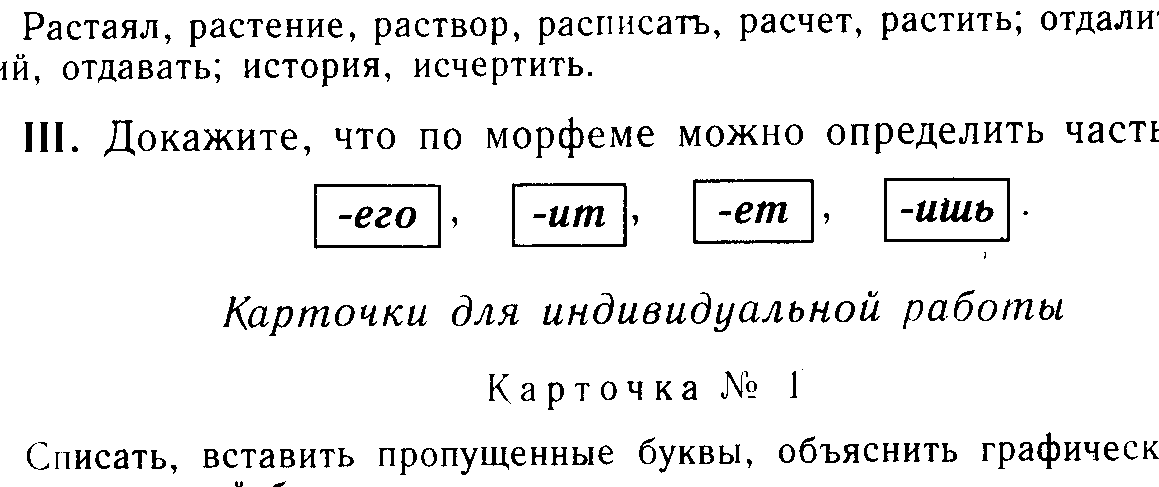 Растаял, растение, раствор, расписать, расчет, растить; отдали
ий, отдавать; история, исчертить.
III. Докажите, что по морфеме можно определить часть
-его, -ит, -ет, -ишь.
Карточки для индивидуальной работы
Карточка № 1
Списать, вставить пропущенные буквы, объяснить графическ